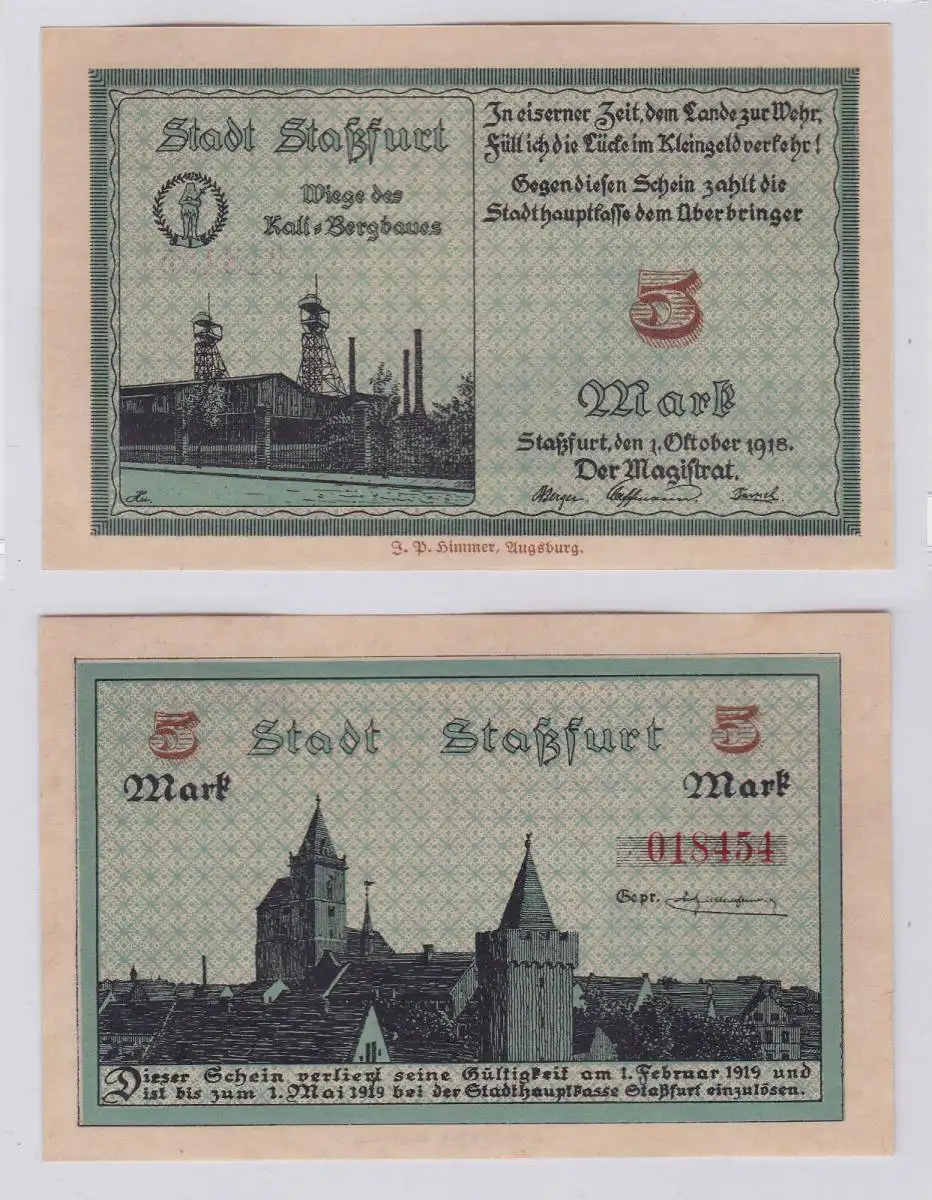 Stadt Staßfurt
Wiege des
Kali-Bergbaues
In eiserner Zeit, dem Lande zur Wehr,
Füll ich die Lücke im Kleingeldverkehr!
Gegen diesen Schein zahlt die
Stadthauptkasse dem Überbringer
5
Mark
Staßfurt, den 1. Oktober 1918.
Der Magistrat.
J. P. Himmer, Augsburg.
5 Stadt Staßfurt 5
Mark Mark
018454
Gepr.
Dieser Schein verliert seine Gültigkeit am 1. Februar 1919 und
ist bis zum 1. Mai 1919 bei der Stadthauptkasse Staßfurt einzulösen.